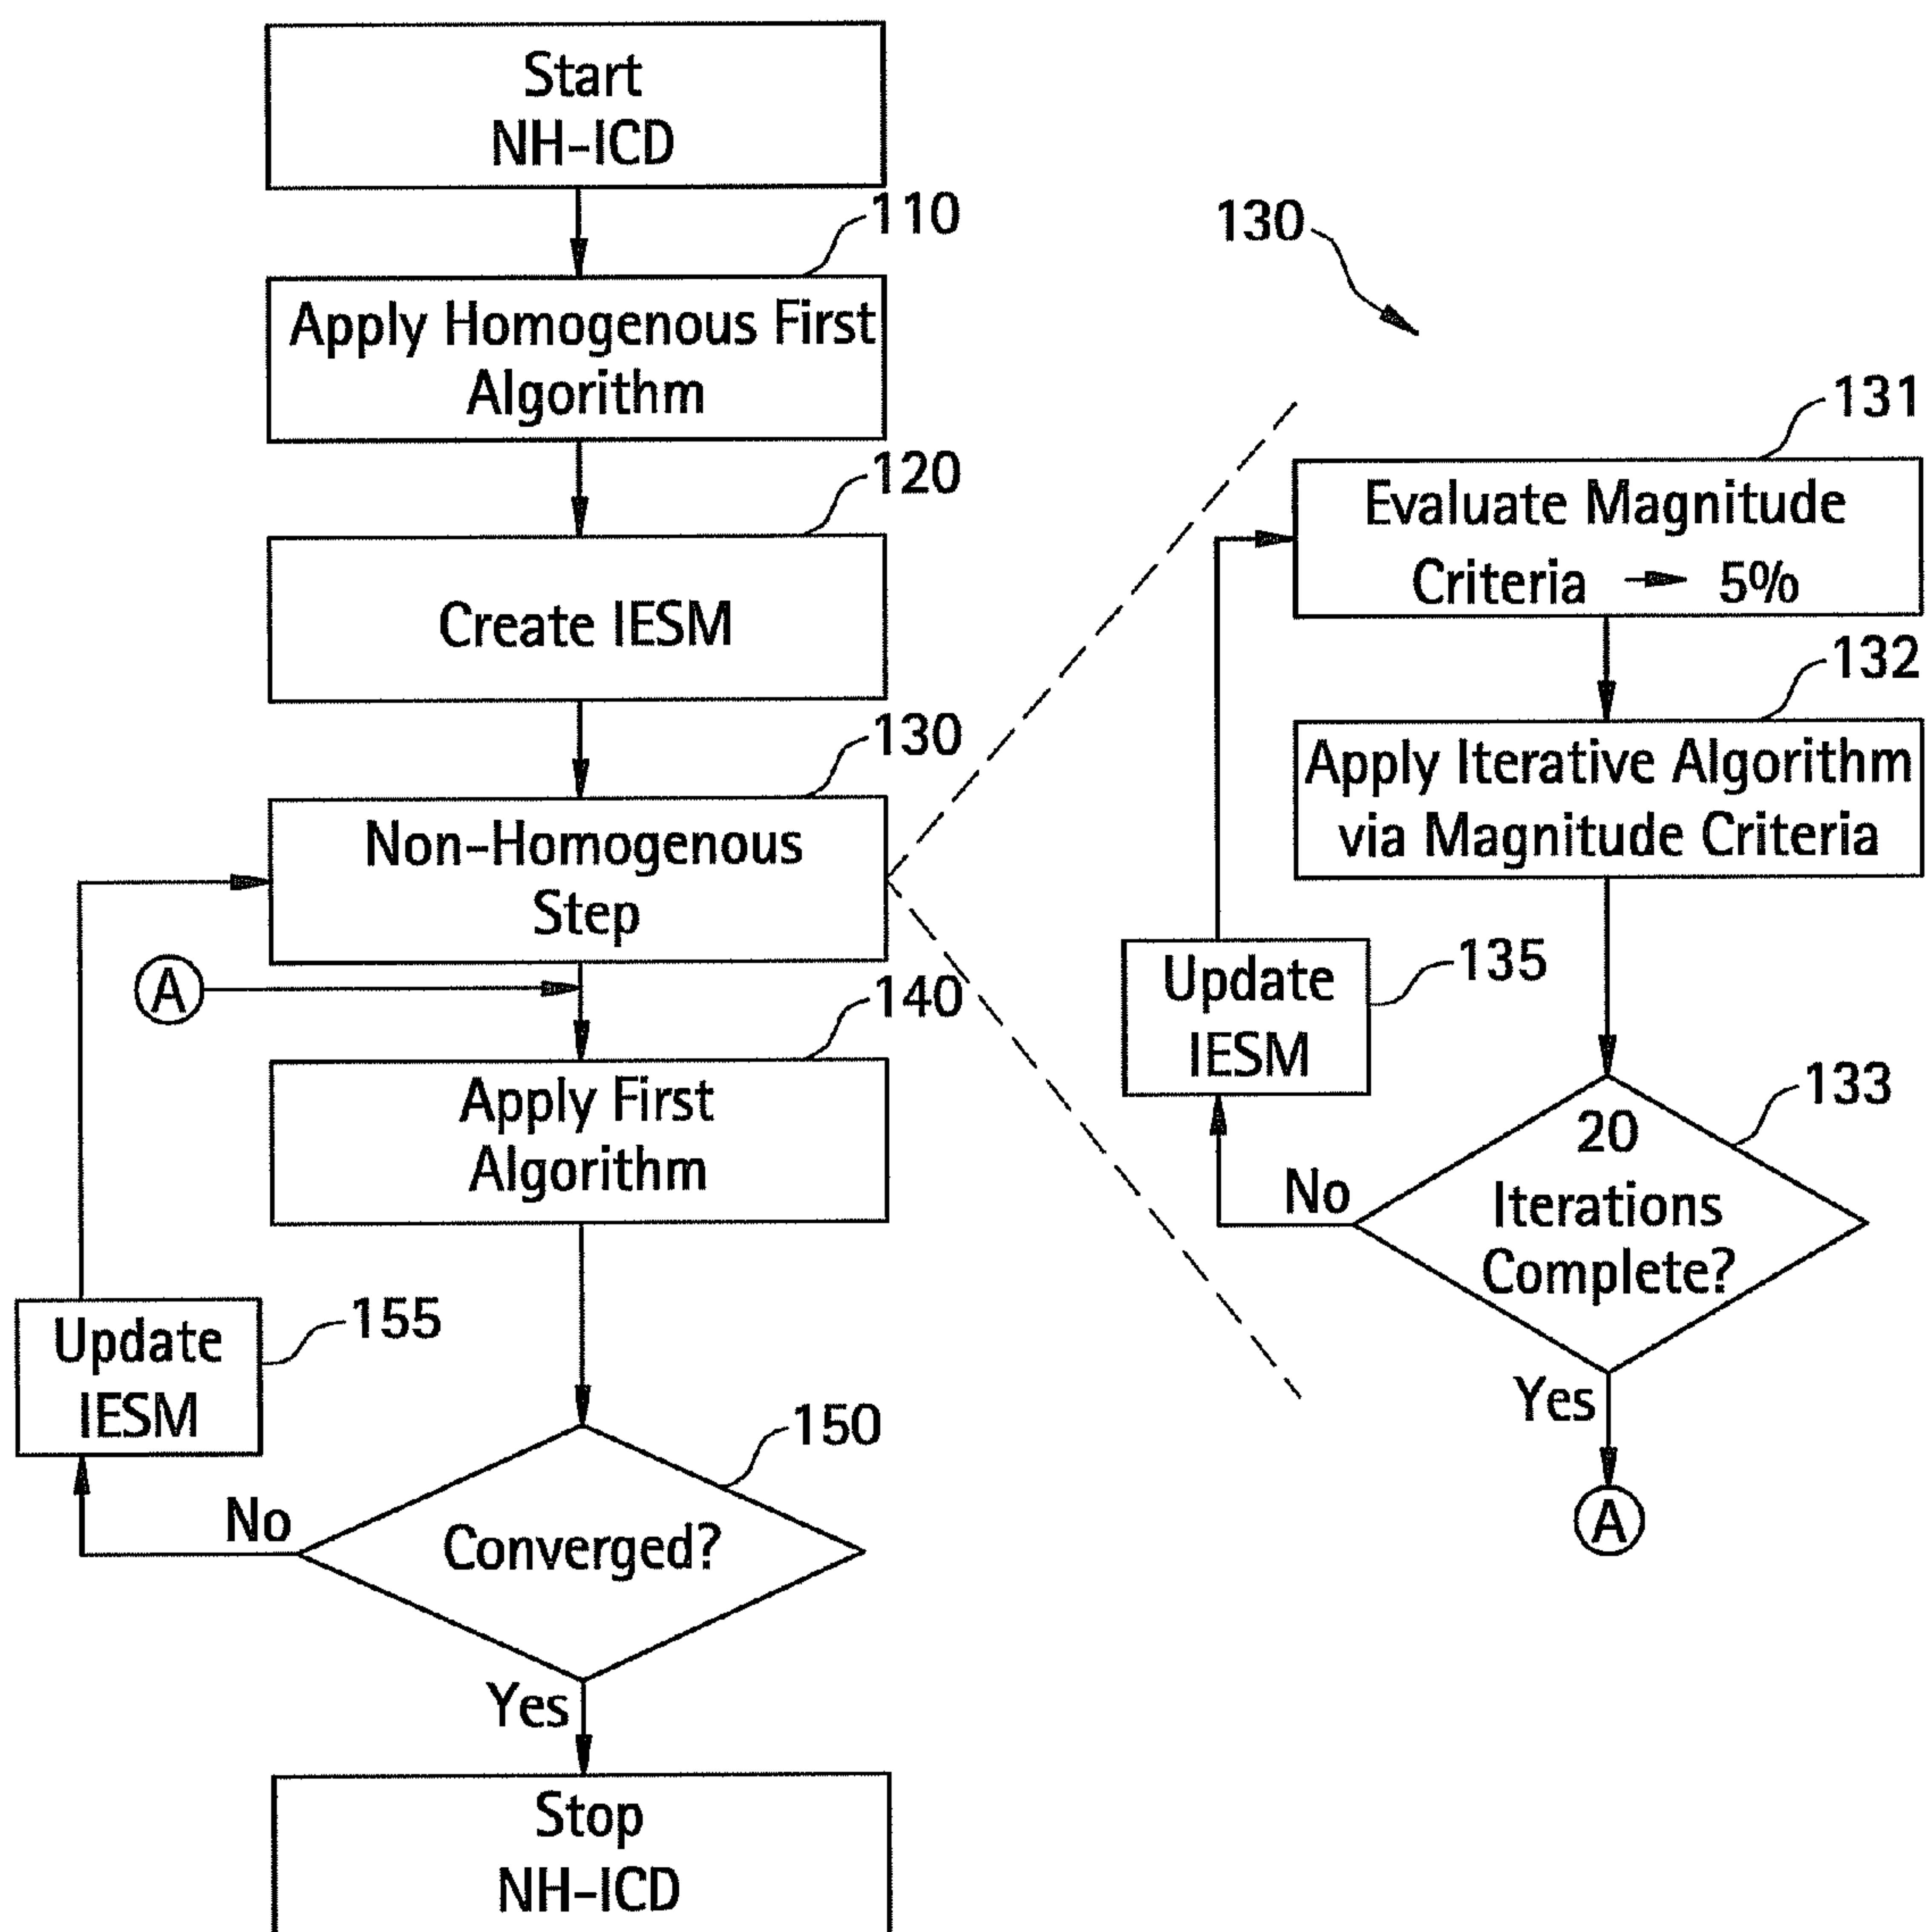 Start
NH-ICD
110
Apply Homogenous First
Algorithm
120
Create IESM
130
Non-Homogenous
Step
A
140
Apply First
Algorithm
Update
IESM
155
150
No
Converged?
Yes
Stop
NH-ICD
130
131
Evaluate Magnitude
Criteria → 5%
132
Apply Iterative Algorithm
via Magnitude Criteria
Update
IESM
135
133
20
Iterations
Complete?
No
Yes
A